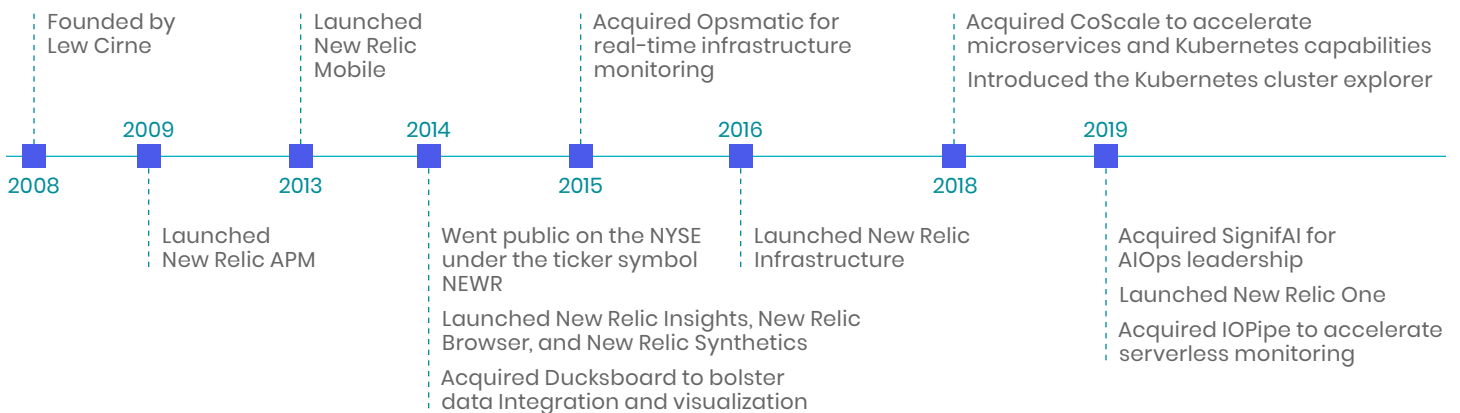 Founded by
Lew Cirne
2008
2009
Launched
New Relic APM
Launched
New Relic
Mobile
2013
2014
Went public on the NYSE
under the ticker symbol
NEWR
Launched New Relic Insights, New Relic
Browser, and New Relic Synthetics
Acquired Ducksboard to bolster
data Integration and visualization
Acquired Opsmatic for
real-time infrastructure
monitoring
2015
2016
Launched New Relic
Infrastructure
Acquired CoScale to accelerate
microservices and Kubernetes capabilities
Introduced the Kubernetes cluster explorer
2018
2019
Acquired SignifAI for
AIOps leadership
Launched New Relic One
Acquired IOPipe to accelerate
serverless monitoring